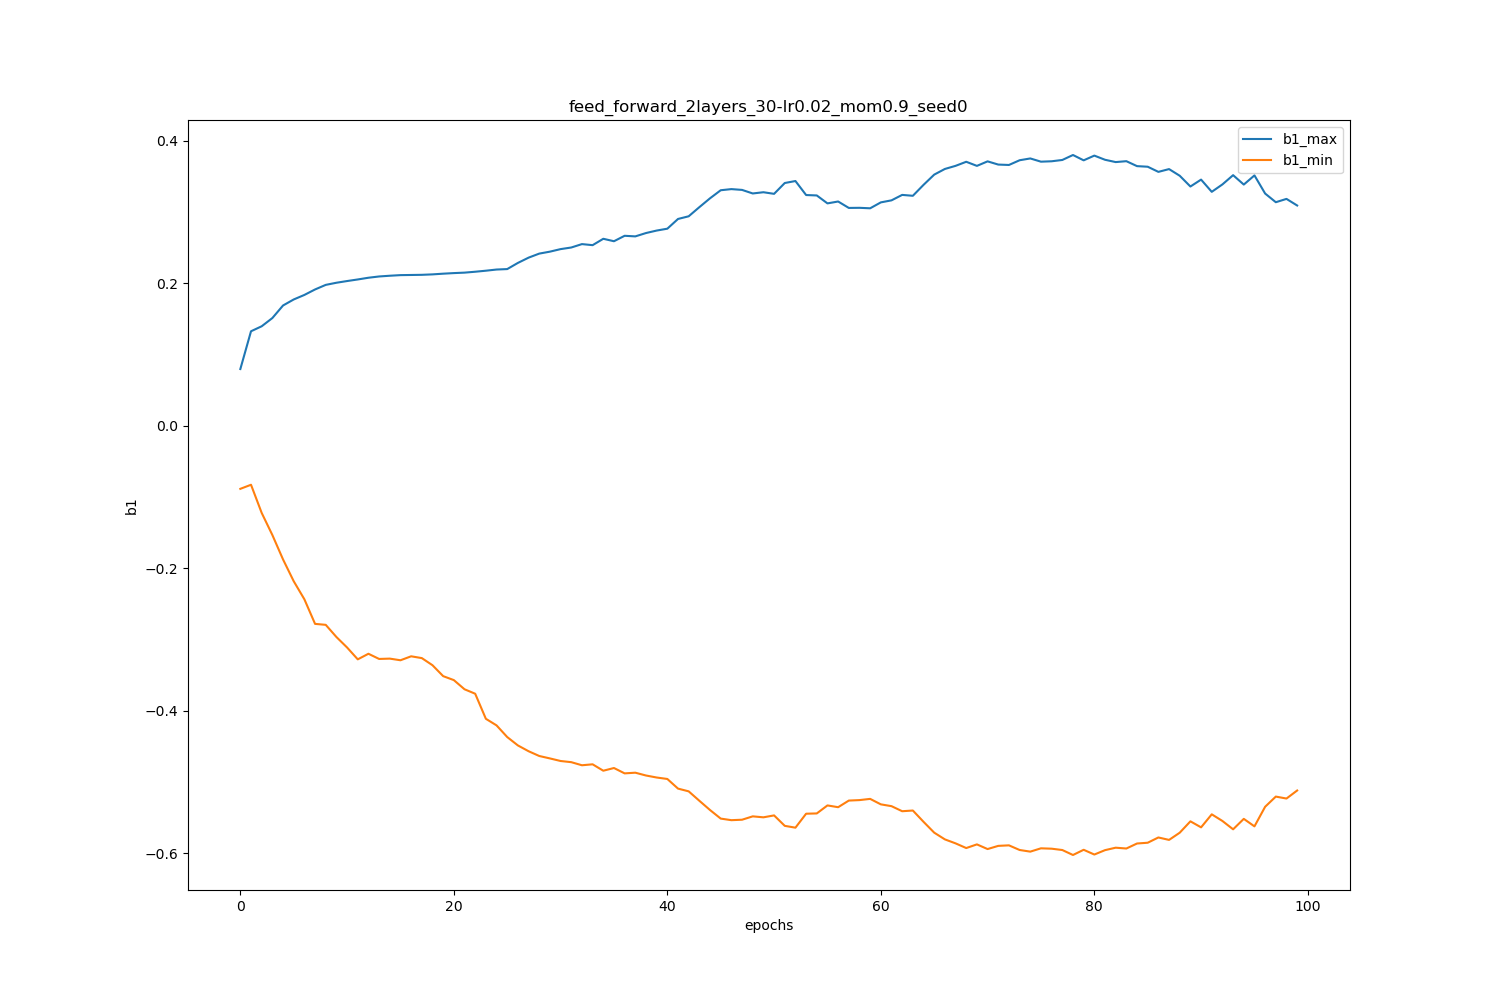 feed_forward_2layers_30-lr0.02_mom0.9_seed0
b1_max
b1_min
0.4
0.2
0.0
−0.2
−0.4
−0.6
b1
0 20 40 60 80 100
epochs